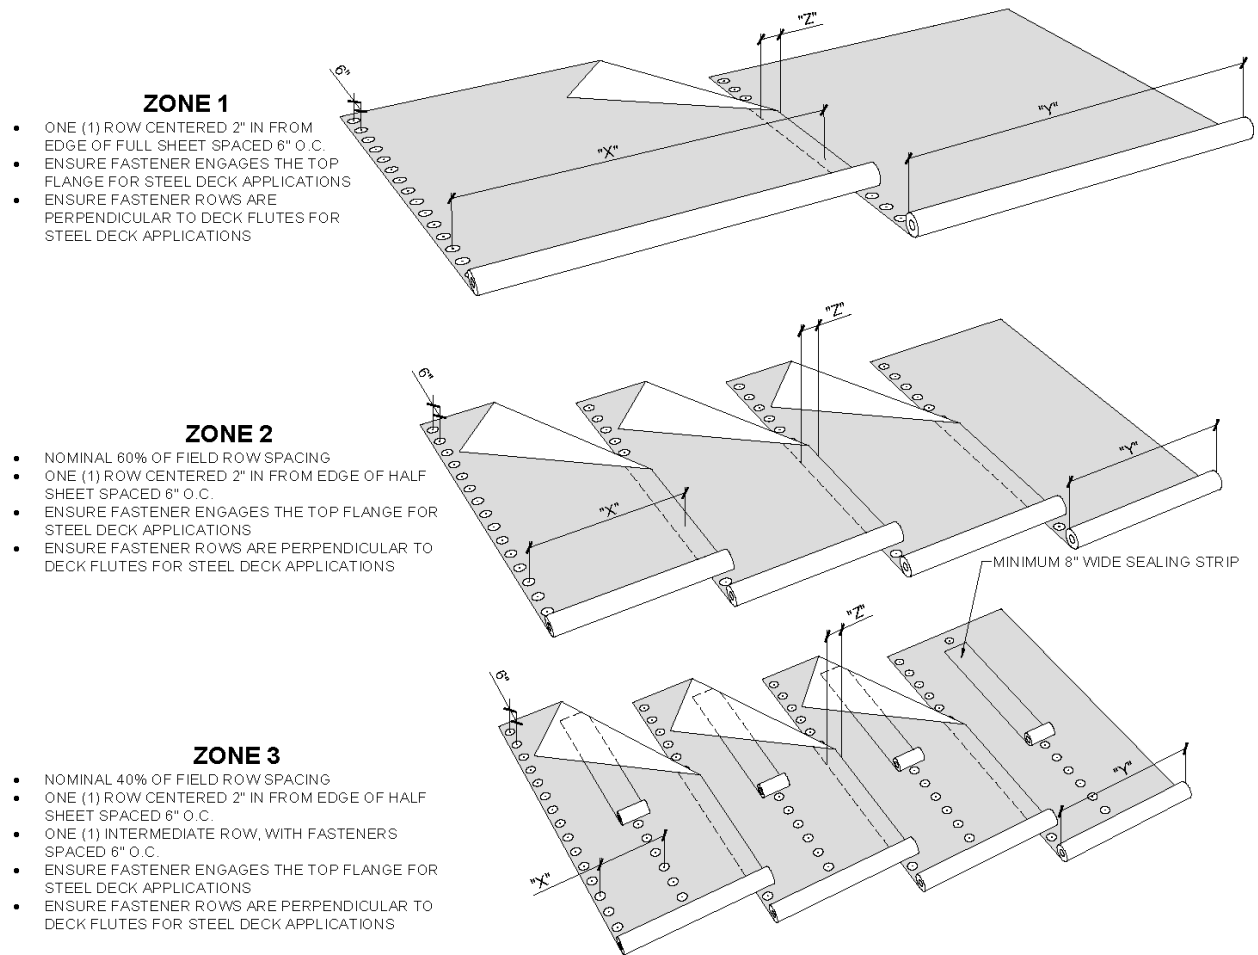 "Z"
6"
"Y"
"X"
ZONE 1
• ONE (1) ROW CENTERED 2" IN FROM
EDGE OF FULL SHEET SPACED 6" O.C.
• ENSURE FASTENER ENGAGES THE TOP
FLANGE FOR STEEL DECK APPLICATIONS
• ENSURE FASTENER ROWS ARE
PERPENDICULAR TO DECK FLUTES FOR
STEEL DECK APPLICATIONS
"Z"
6"
"Y"
"X"
ZONE 2
• NOMINAL 60% OF FIELD ROW SPACING
• ONE (1) ROW CENTERED 2" IN FROM EDGE OF HALF
SHEET SPACED 6" O.C.
• ENSURE FASTENER ENGAGES THE TOP FLANGE FOR
STEEL DECK APPLICATIONS
• ENSURE FASTENER ROWS ARE PERPENDICULAR TO
DECK FLUTES FOR STEEL DECK APPLICATIONS
MINIMUM 8" WIDE SEALING STRIP
"Z"
6"
"Y"
"X"
ZONE 3
• NOMINAL 40% OF FIELD ROW SPACING
• ONE (1) ROW CENTERED 2" IN FROM EDGE OF HALF
SHEET SPACED 6" O.C.
• ONE (1) INTERMEDIATE ROW, WITH FASTENERS
SPACED 6" O.C.
• ENSURE FASTENER ENGAGES THE TOP FLANGE FOR
STEEL DECK APPLICATIONS
• ENSURE FASTENER ROWS ARE PERPENDICULAR TO
DECK FLUTES FOR STEEL DECK APPLICATIONS